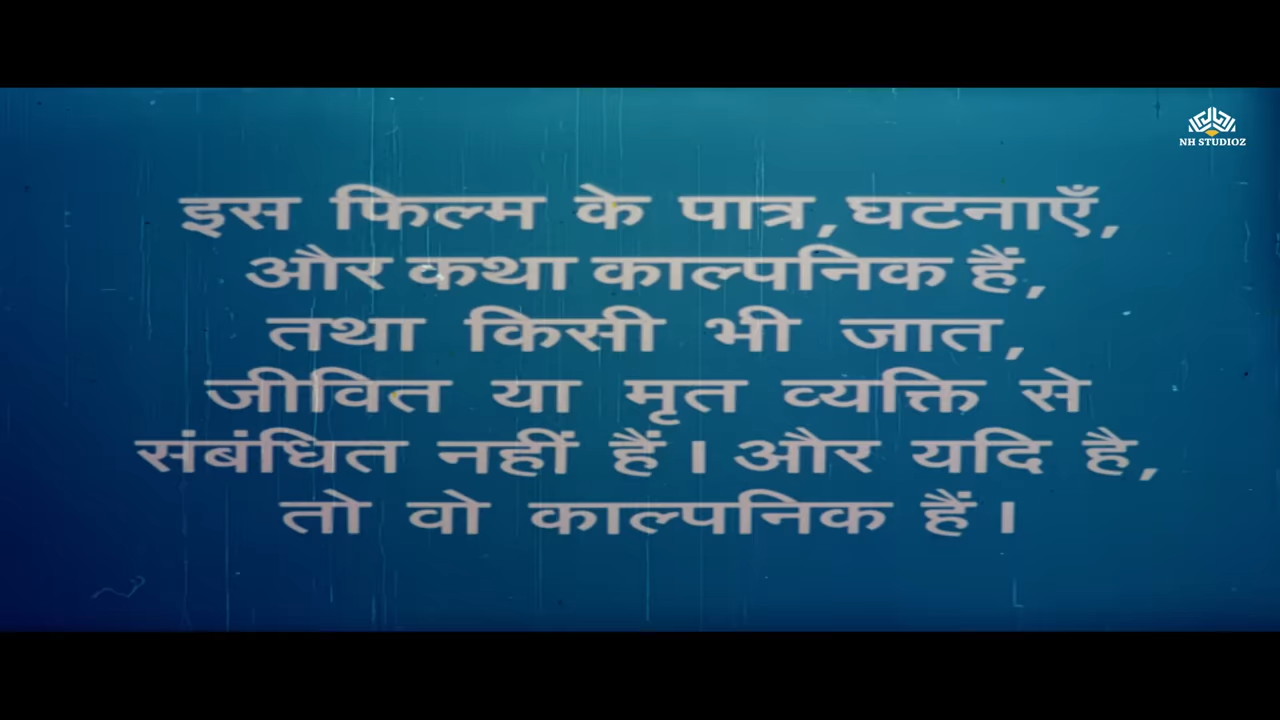 NH STUDIOZ
इस फिल्म के पात्र, घटनाएँ,
और कथा काल्पनिक हैं,
तथा किसी भी जात,
जीवित या मृत व्यक्ति से
संबंधित नहीं हैं। और यदि है,
तो वो काल्पनिक हैं।